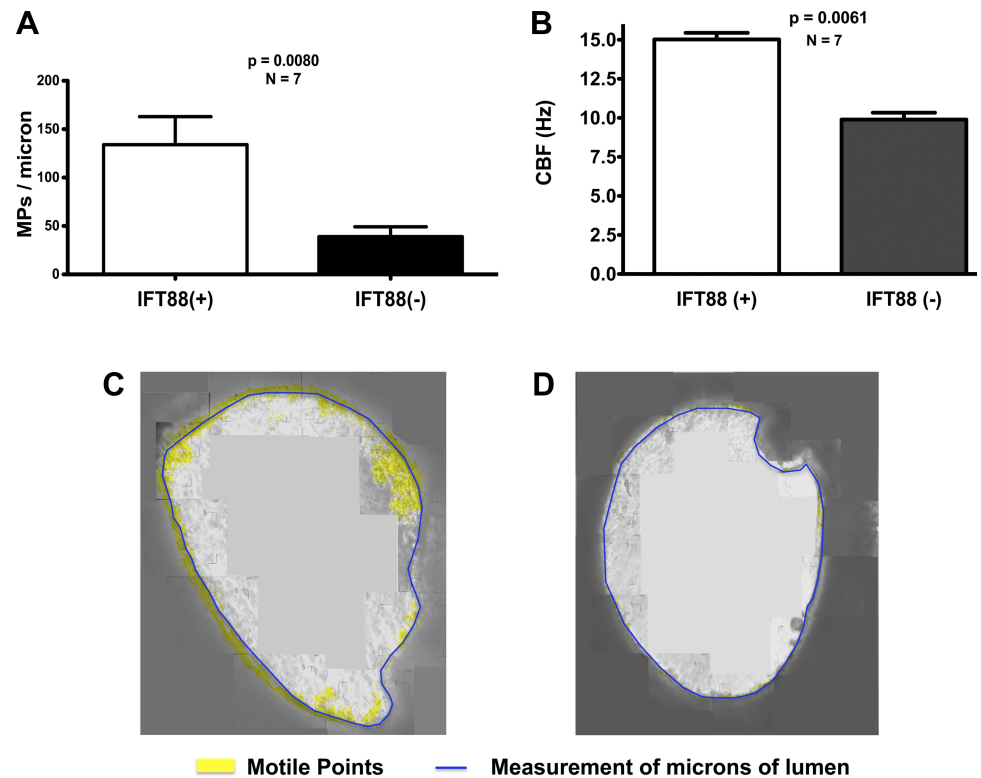 A
p = 0.0080
N = 7
MPs / micron
200
150
100
50
0
IFT88(+)
IFT88(-)
B
p = 0.0061
N = 7
CBF (Hz)
15.0
12.5
10.0
7.5
5.0
2.5
0.0
IFT88 (+)
IFT88 (-)
C
D
Motile Points
Measurement of microns of lumen